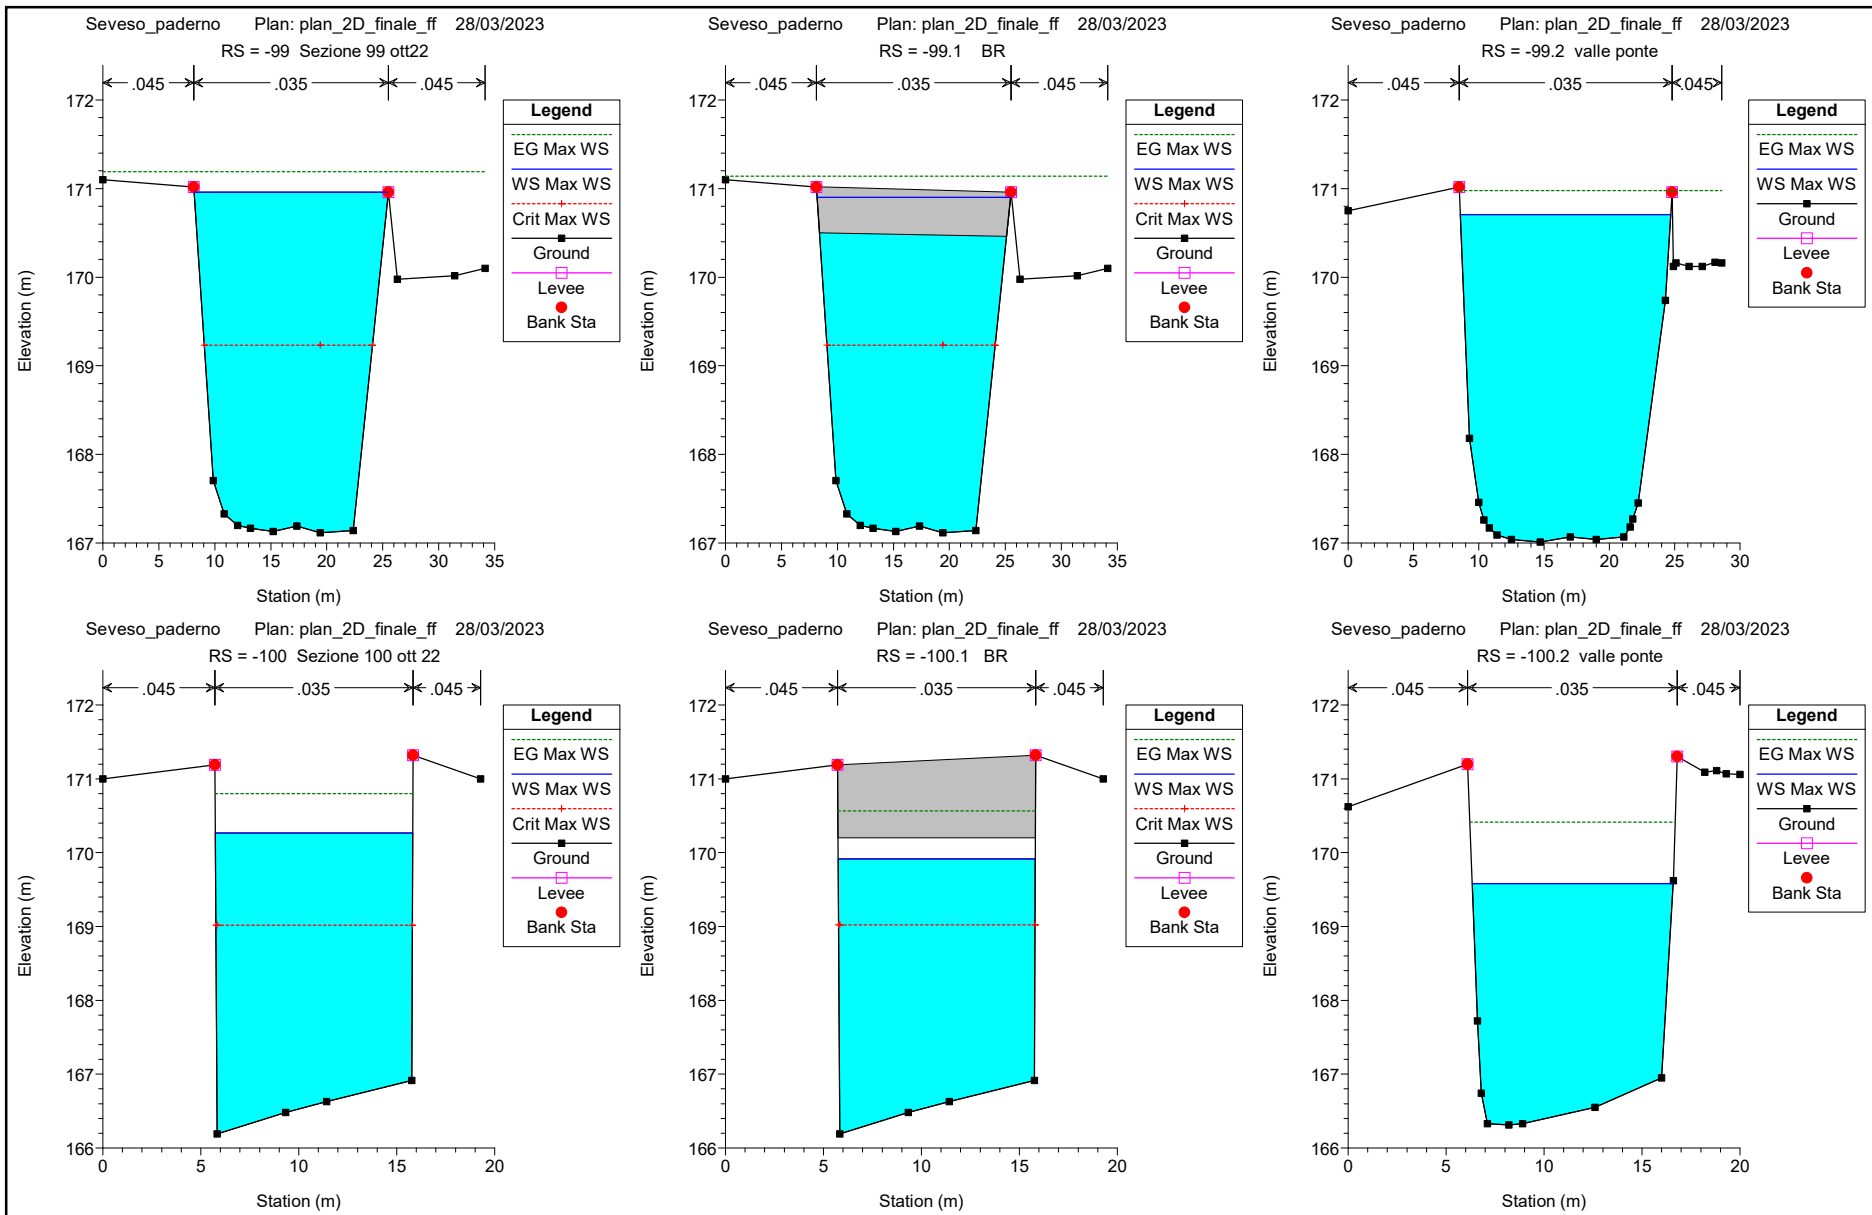 Seveso_paderno Plan: plan_2D_finale_ff 28/03/2023
RS = -99 Sezione 99 ott22
.045 .035 .045
172
171
170
169
168
167
0 5 10 15 20 25 30 35
Station (m)
Elevation (m)
Legend
EG Max WS
WS Max WS
Crit Max WS
Ground
Levee
Bank Sta
Seveso_paderno Plan: plan_2D_finale_ff 28/03/2023
RS = -99.1 BR
.045 .035 .045
172
171
170
169
168
167
0 5 10 15 20 25 30 35
Station (m)
Elevation (m)
Legend
EG Max WS
WS Max WS
Crit Max WS
Ground
Levee
Bank Sta
Seveso_paderno Plan: plan_2D_finale_ff 28/03/2023
RS = -99.2 valle ponte
.045 .035 .045
172
171
170
169
168
167
0 5 10 15 20 25 30
Station (m)
Elevation (m)
Legend
EG Max WS
WS Max WS
Ground
Levee
Bank Sta
Seveso_paderno Plan: plan_2D_finale_ff 28/03/2023
RS = -100 Sezione 100 ott 22
.045 .035 .045
172
171
170
169
168
167
166
0 5 10 15 20
Station (m)
Elevation (m)
Legend
EG Max WS
WS Max WS
Crit Max WS
Ground
Levee
Bank Sta
Seveso_paderno Plan: plan_2D_finale_ff 28/03/2023
RS = -100.1 BR
.045 .035 .045
172
171
170
169
168
167
166
0 5 10 15 20
Station (m)
Elevation (m)
Legend
EG Max WS
WS Max WS
Crit Max WS
Ground
Levee
Bank Sta
Seveso_paderno Plan: plan_2D_finale_ff 28/03/2023
RS = -100.2 valle ponte
.045 .035 .045
172
171
170
169
168
167
166
0 5 10 15 20
Station (m)
Elevation (m)
Legend
EG Max WS
WS Max WS
Ground
Levee
Bank Sta